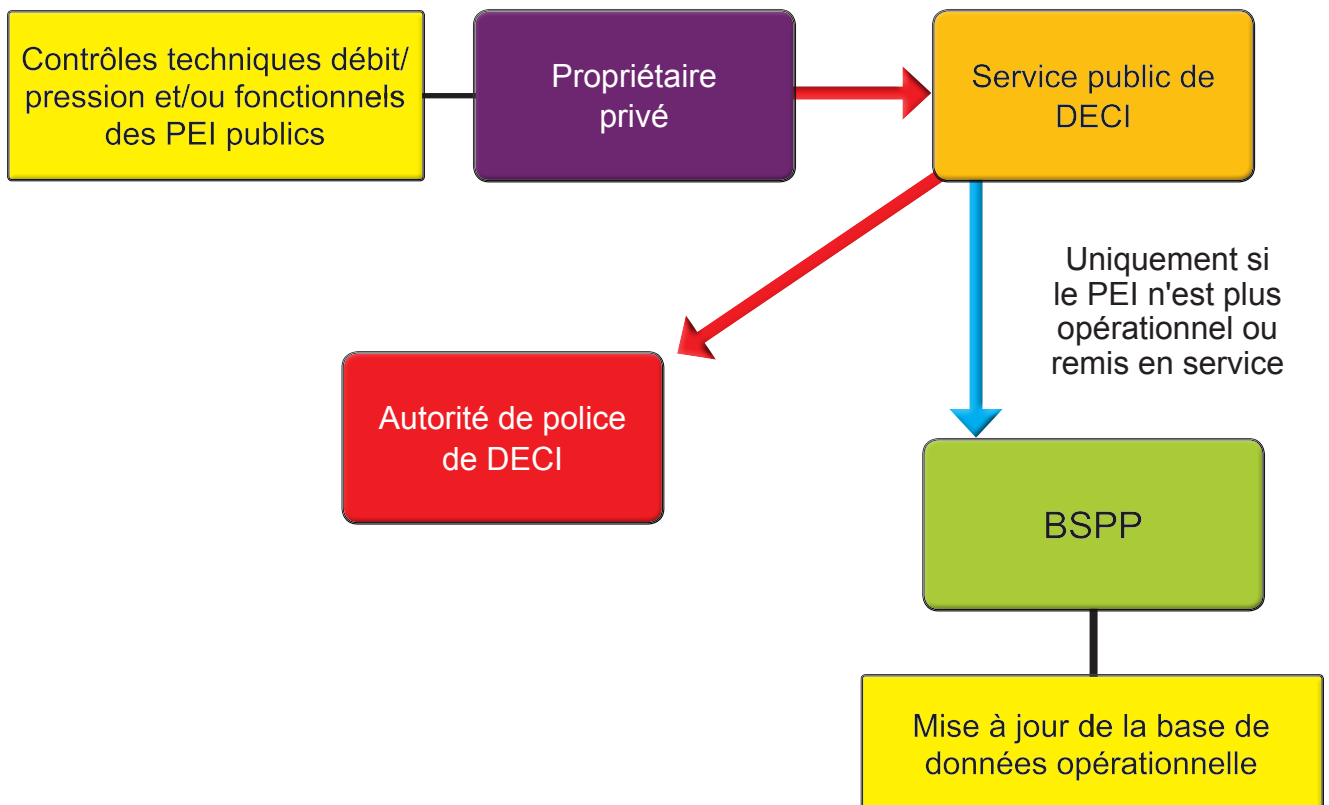 Contrôles techniques débit/
pression et/ou fonctionnels
des PEI publics
Propriétaire
privé
Service public de
DECI
Uniquement si
le PEI n'est plus
opérationnel ou
remis en service
Autorité de police
de DECI
BSPP
Mise à jour de la base de
données opérationnelle